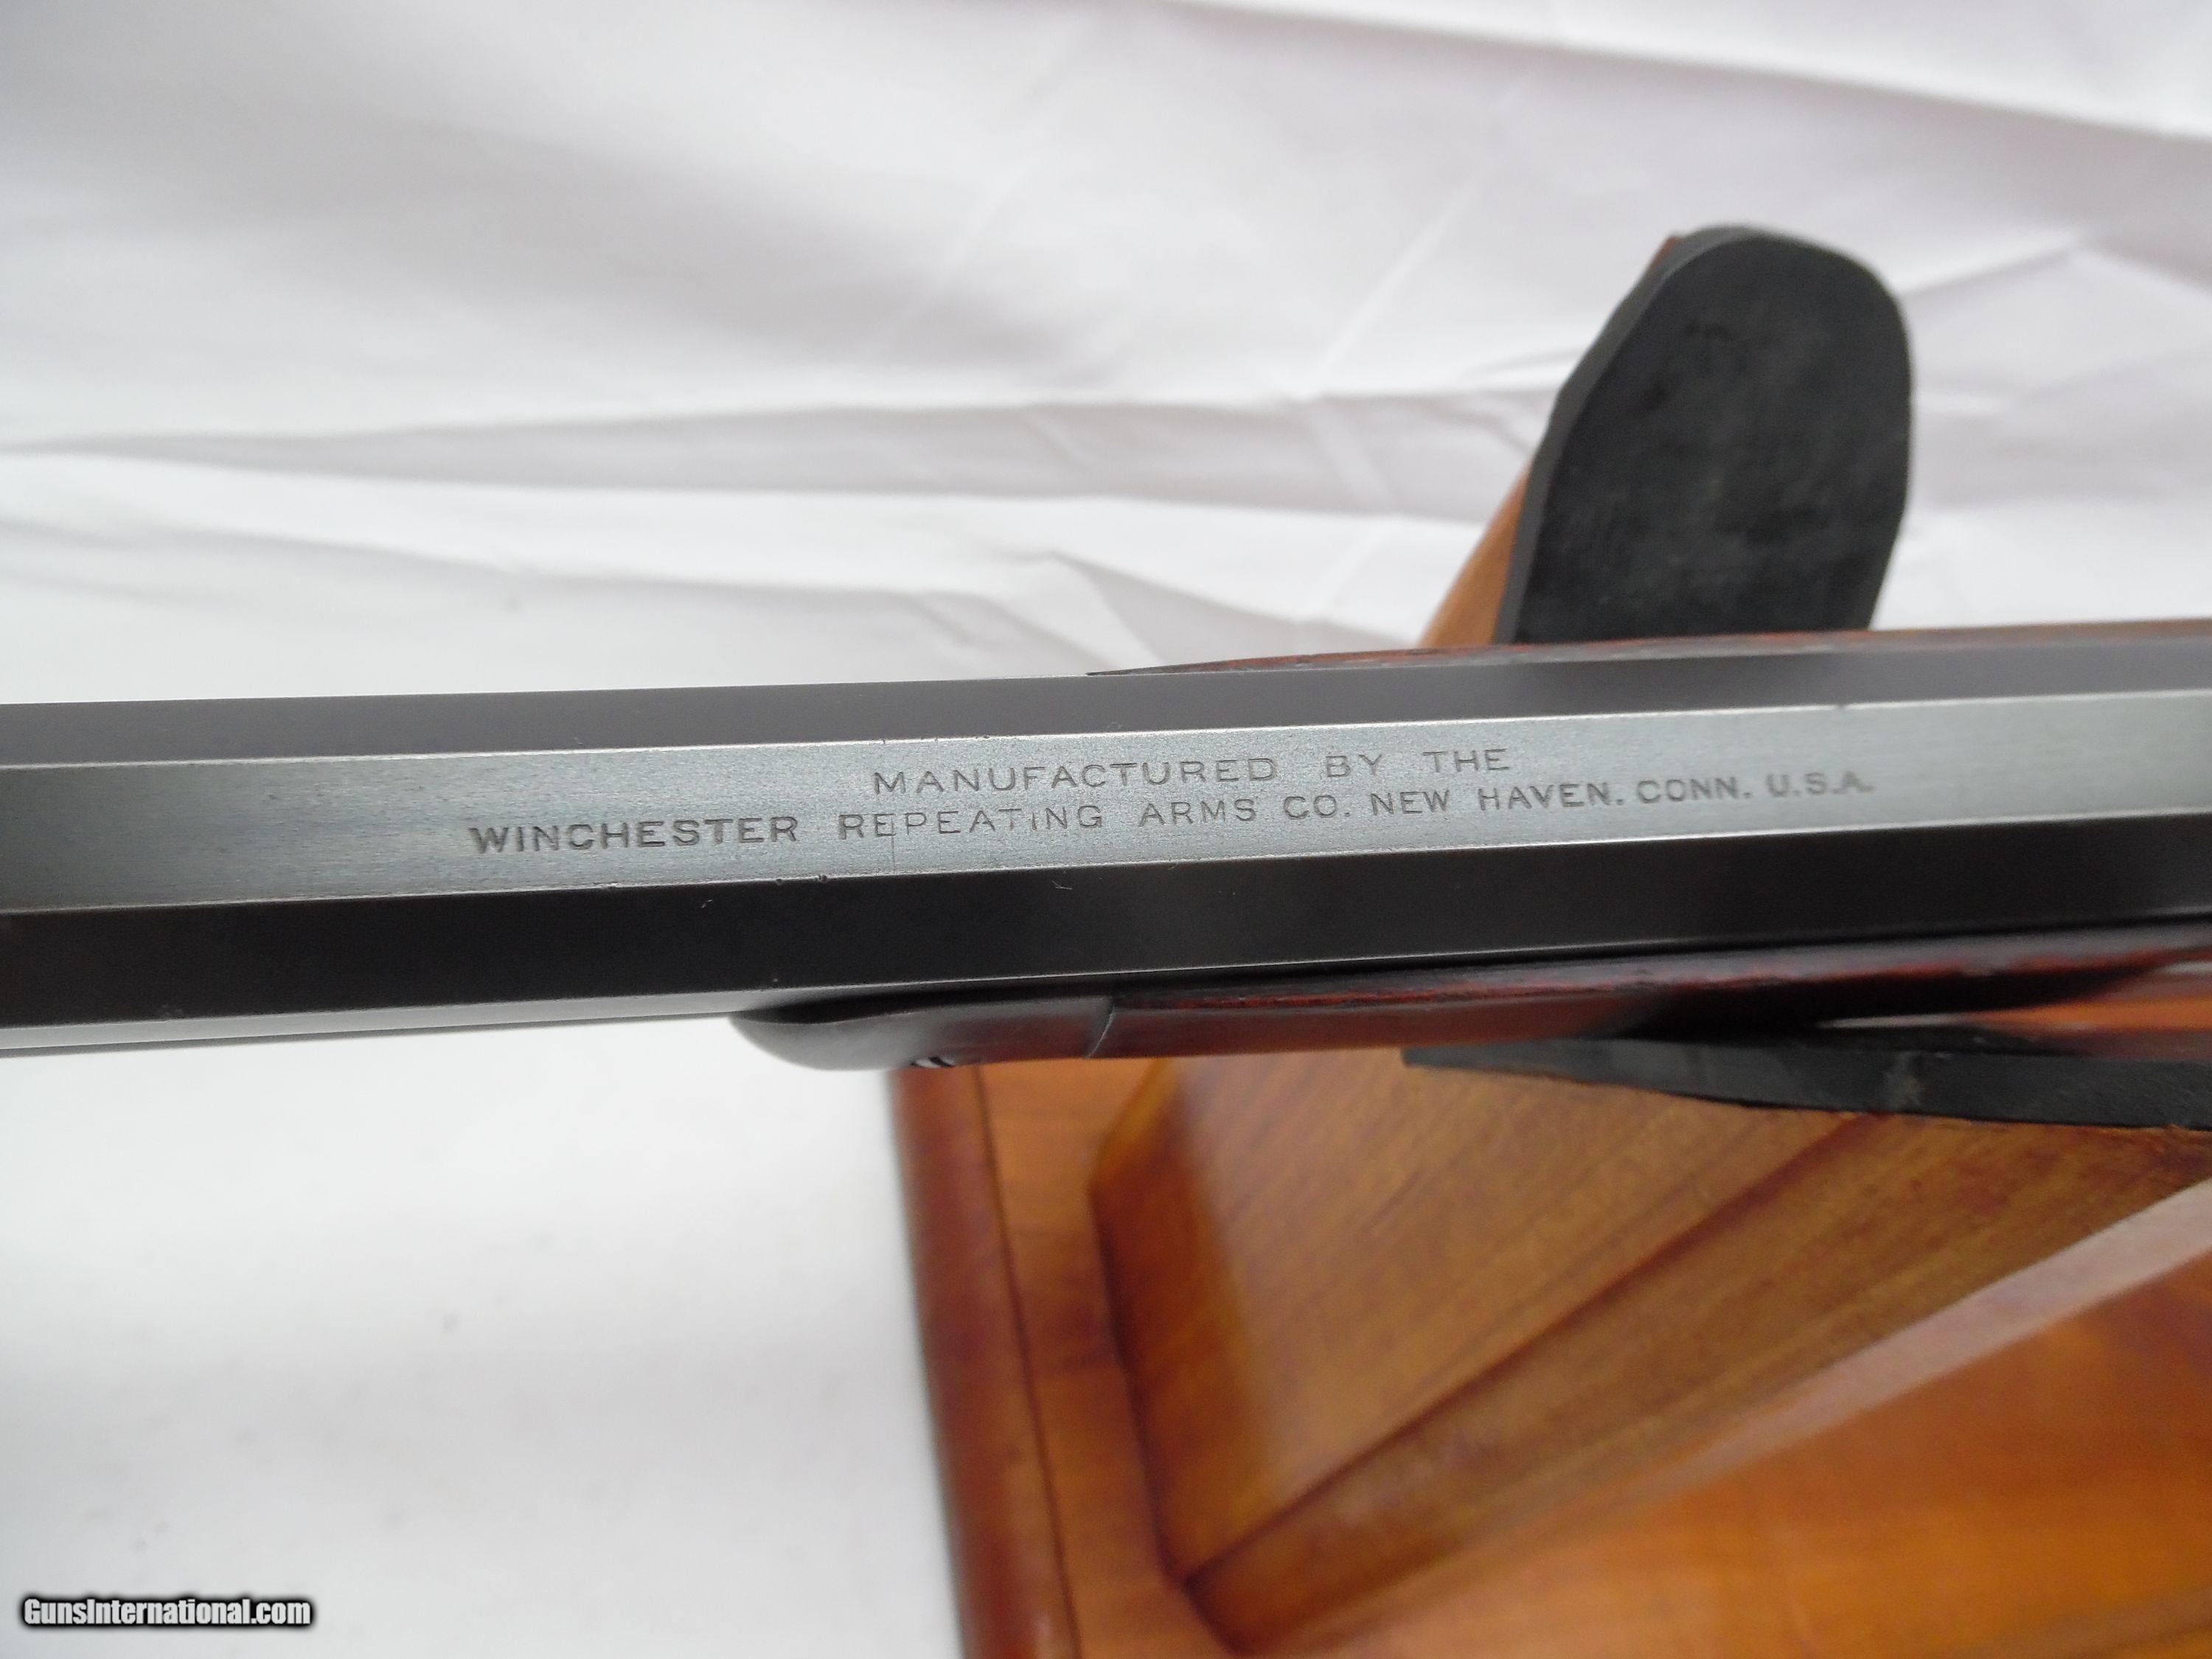 MANUFACTURED BY THE
WINCHESTER REPEATING ARMS CO. NEW HAVEN. CONN. U.S.A.
GunsInternational.com